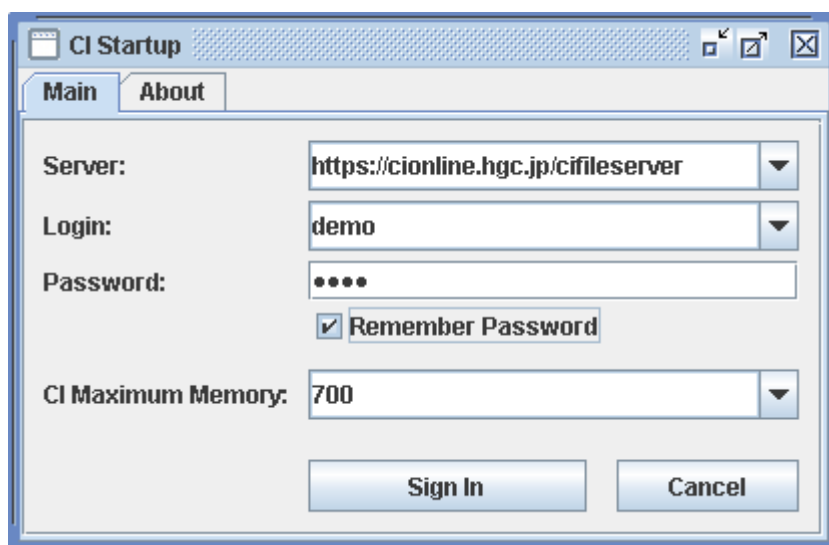 CI Startup
Main About
Server: https://cionline.hgc.jp/cifileserver
Login: demo
Password: ••••
Remember Password
CI Maximum Memory: 700
Sign In Cancel